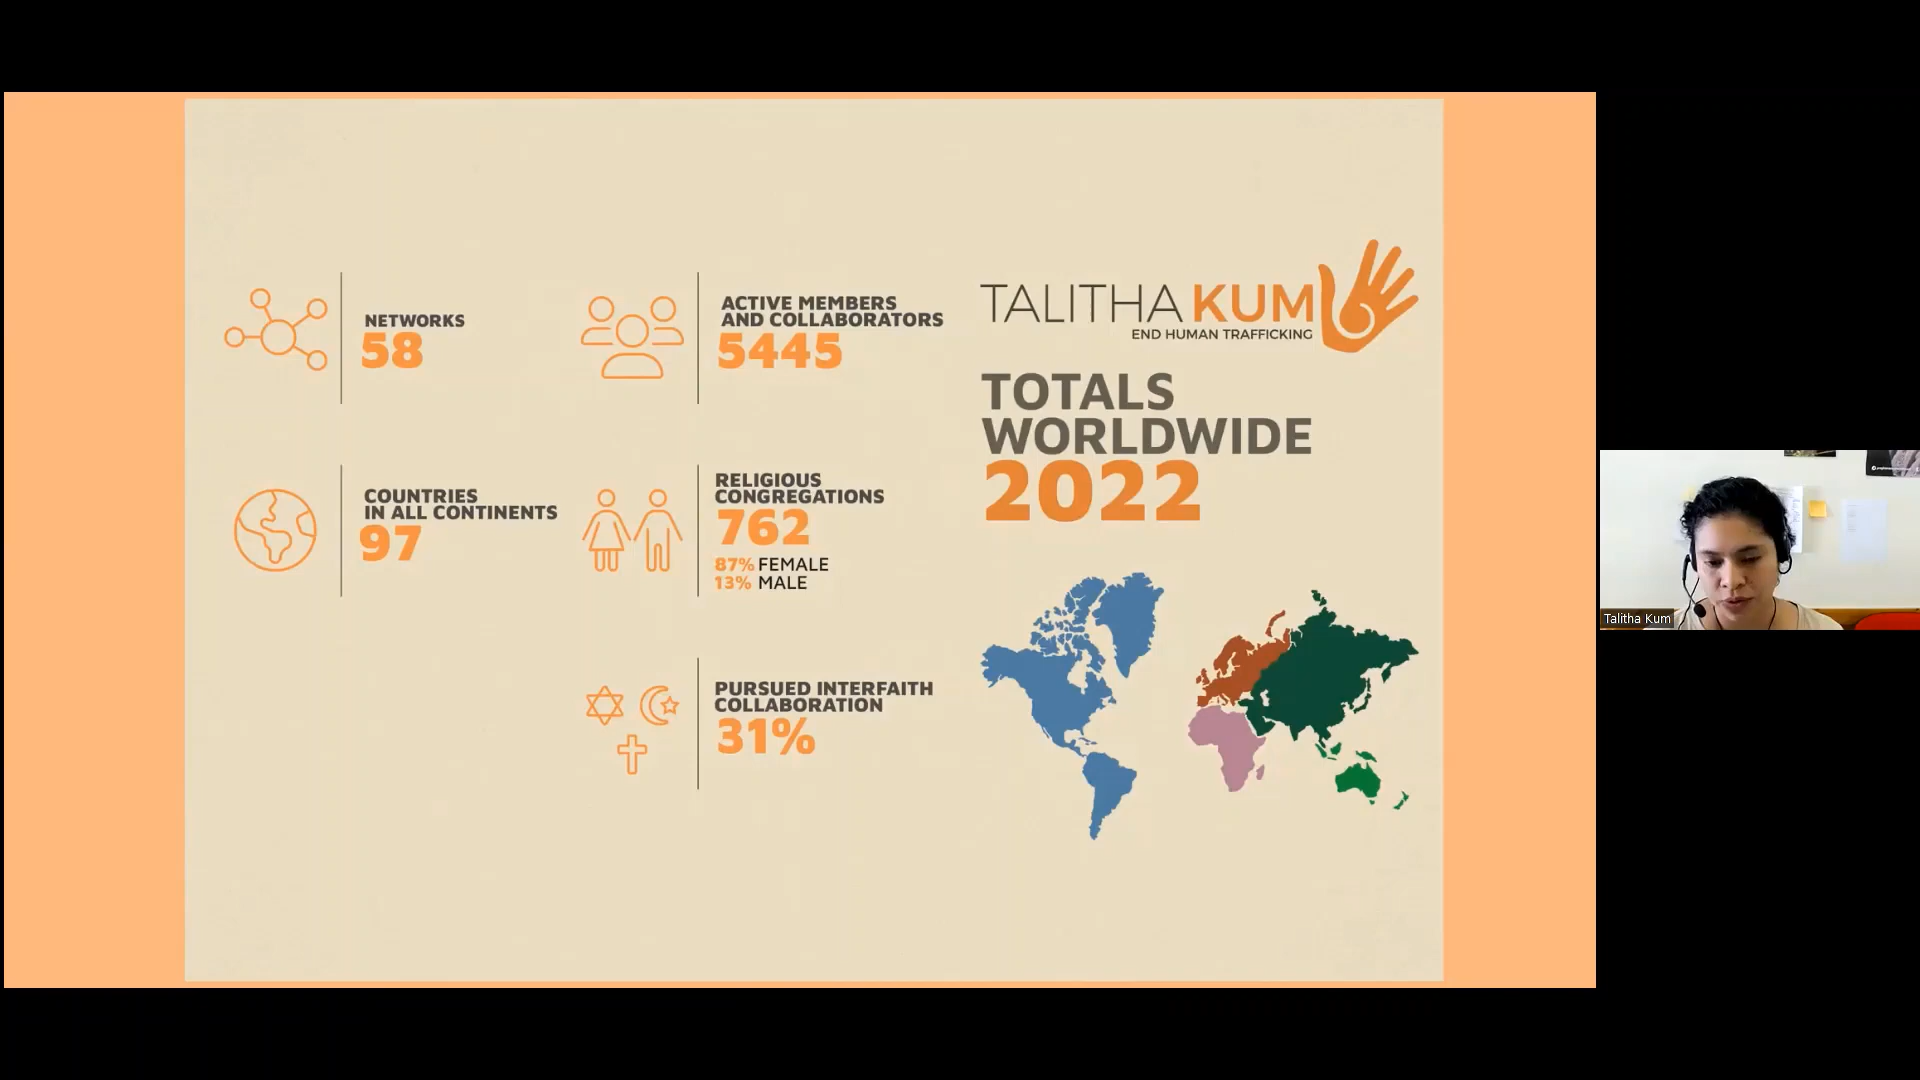 NETWORKS
58
ACTIVE MEMBERS
AND COLLABORATORS
5445
COUNTRIES
IN ALL CONTINENTS
97
RELIGIOUS
CONGREGATIONS
762
87% FEMALE
13% MALE
PURSUED INTERFAITH
COLLABORATION
31%
TALITHA KUM
END HUMAN TRAFFICKING
TOTALS
WORLDWIDE
2022
Talitha Kum